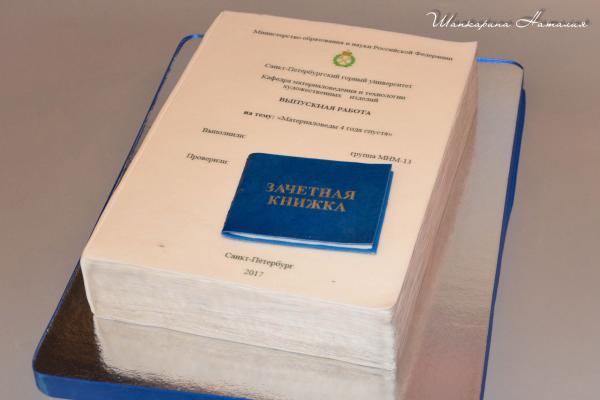 Шапкарина Наталия
Министерство образования и науки Российской Федерации
Санкт-Петербургский горный университет
Кафедра материаловедения и технологии
художественных изделий
ВЫПУСКНАЯ РАБОТА
на тему: «Материаловеды 4 года спустя»
Выполнили:
группа МНМ-13
Проверили:
ЗАЧЕТНАЯ
КНИЖКА
Санкт-Петербург
2017